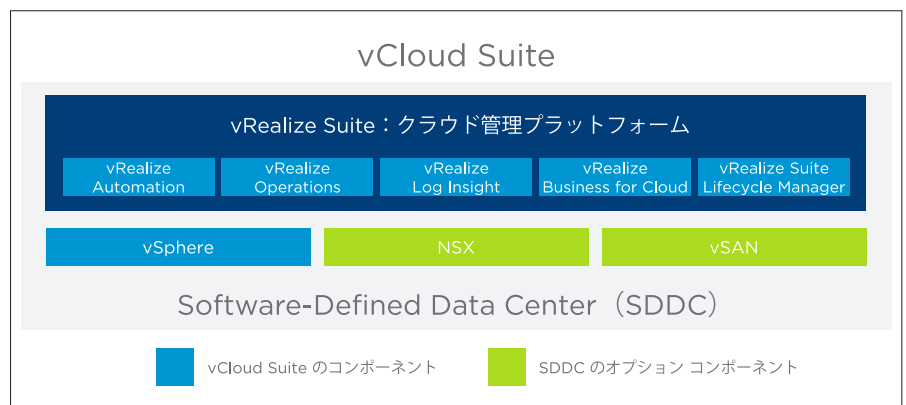 vCloud Suite
vRealize Suite：クラウド管理プラットフォーム
vRealize
Automation
vRealize
Operations
vRealize
Log Insight
vRealize
Business for Cloud
vRealize Suite
Lifecycle Manager
vSphere
NSX
vSAN
Software-Defined Data Center（SDDC）
vCloud Suite のコンポーネント
SDDC のオプション コンポーネント